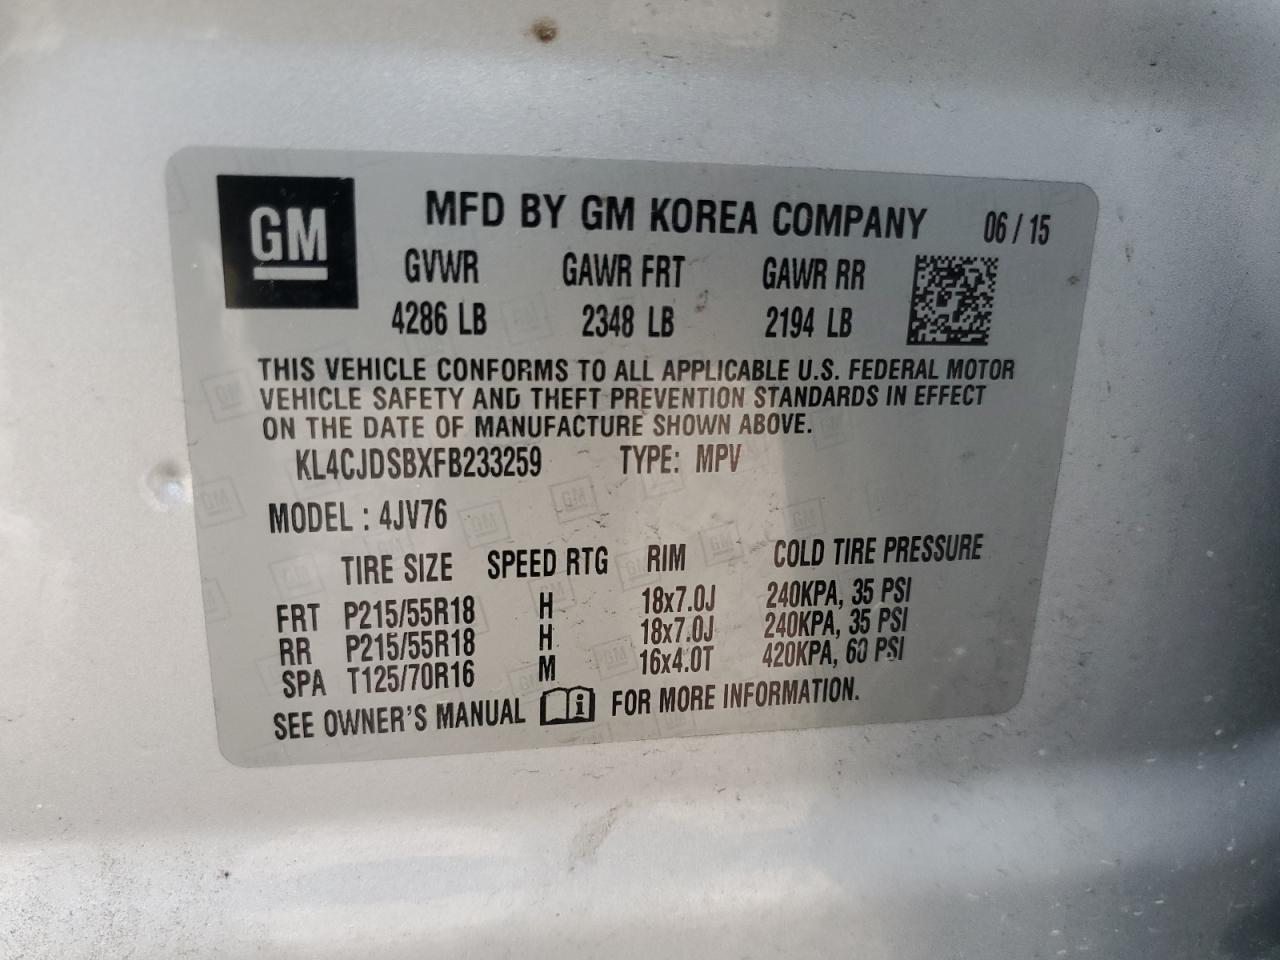 GM
MFD BY GM KOREA COMPANY 06 / 15
GVWR GAWR FRT GAWR RR
4286 LB 2348 LB 2194 LB
THIS VEHICLE CONFORMS TO ALL APPLICABLE U.S. FEDERAL MOTOR
VEHICLE SAFETY AND THEFT PREVENTION STANDARDS IN EFFECT
ON THE DATE OF MANUFACTURE SHOWN ABOVE.
KL4CJDSBXFB233259 TYPE: MPV
MODEL : 4JV76
TIRE SIZE SPEED RTG RIM COLD TIRE PRESSURE
FRT P215/55R18 H 18x7.0J 240KPA, 35 PSI
RR P215/55R18 H 18x7.0J 240KPA, 35 PSI
SPA T125/70R16 M 16x4.0T 420KPA, 60 PSI
SEE OWNER'S MANUAL i FOR MORE INFORMATION.